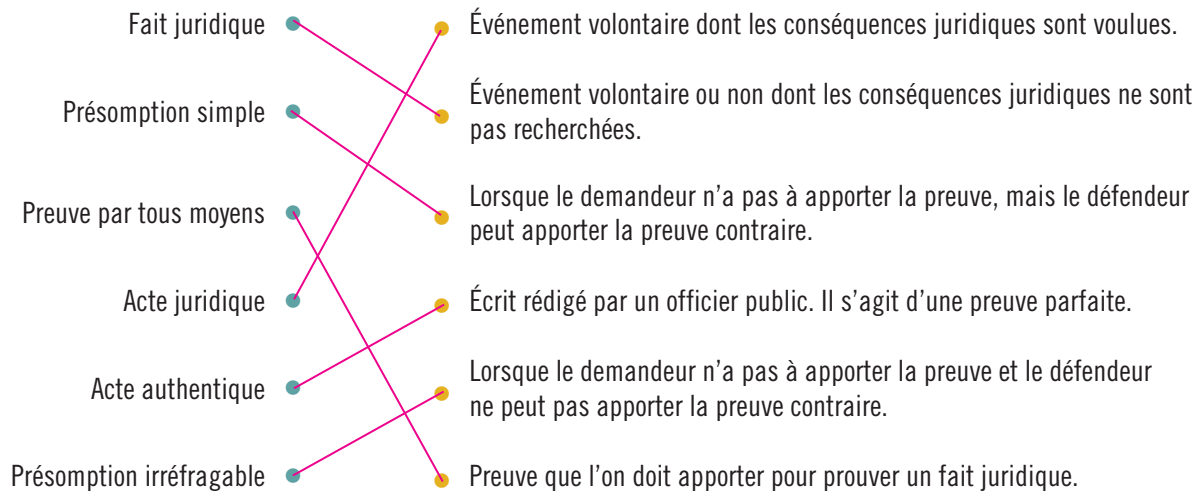 Fait juridique
Événement volontaire dont les conséquences juridiques sont voulues.
Présomption simple
Événement volontaire ou non dont les conséquences juridiques ne sont
pas recherchées.
Preuve par tous moyens
Lorsque le demandeur n’a pas à apporter la preuve, mais le défendeur
peut apporter la preuve contraire.
Acte juridique
Écrit rédigé par un officier public. Il s’agit d’une preuve parfaite.
Acte authentique
Lorsque le demandeur n’a pas à apporter la preuve et le défendeur
ne peut pas apporter la preuve contraire.
Présomption irréfragable
Preuve que l’on doit apporter pour prouver un fait juridique.